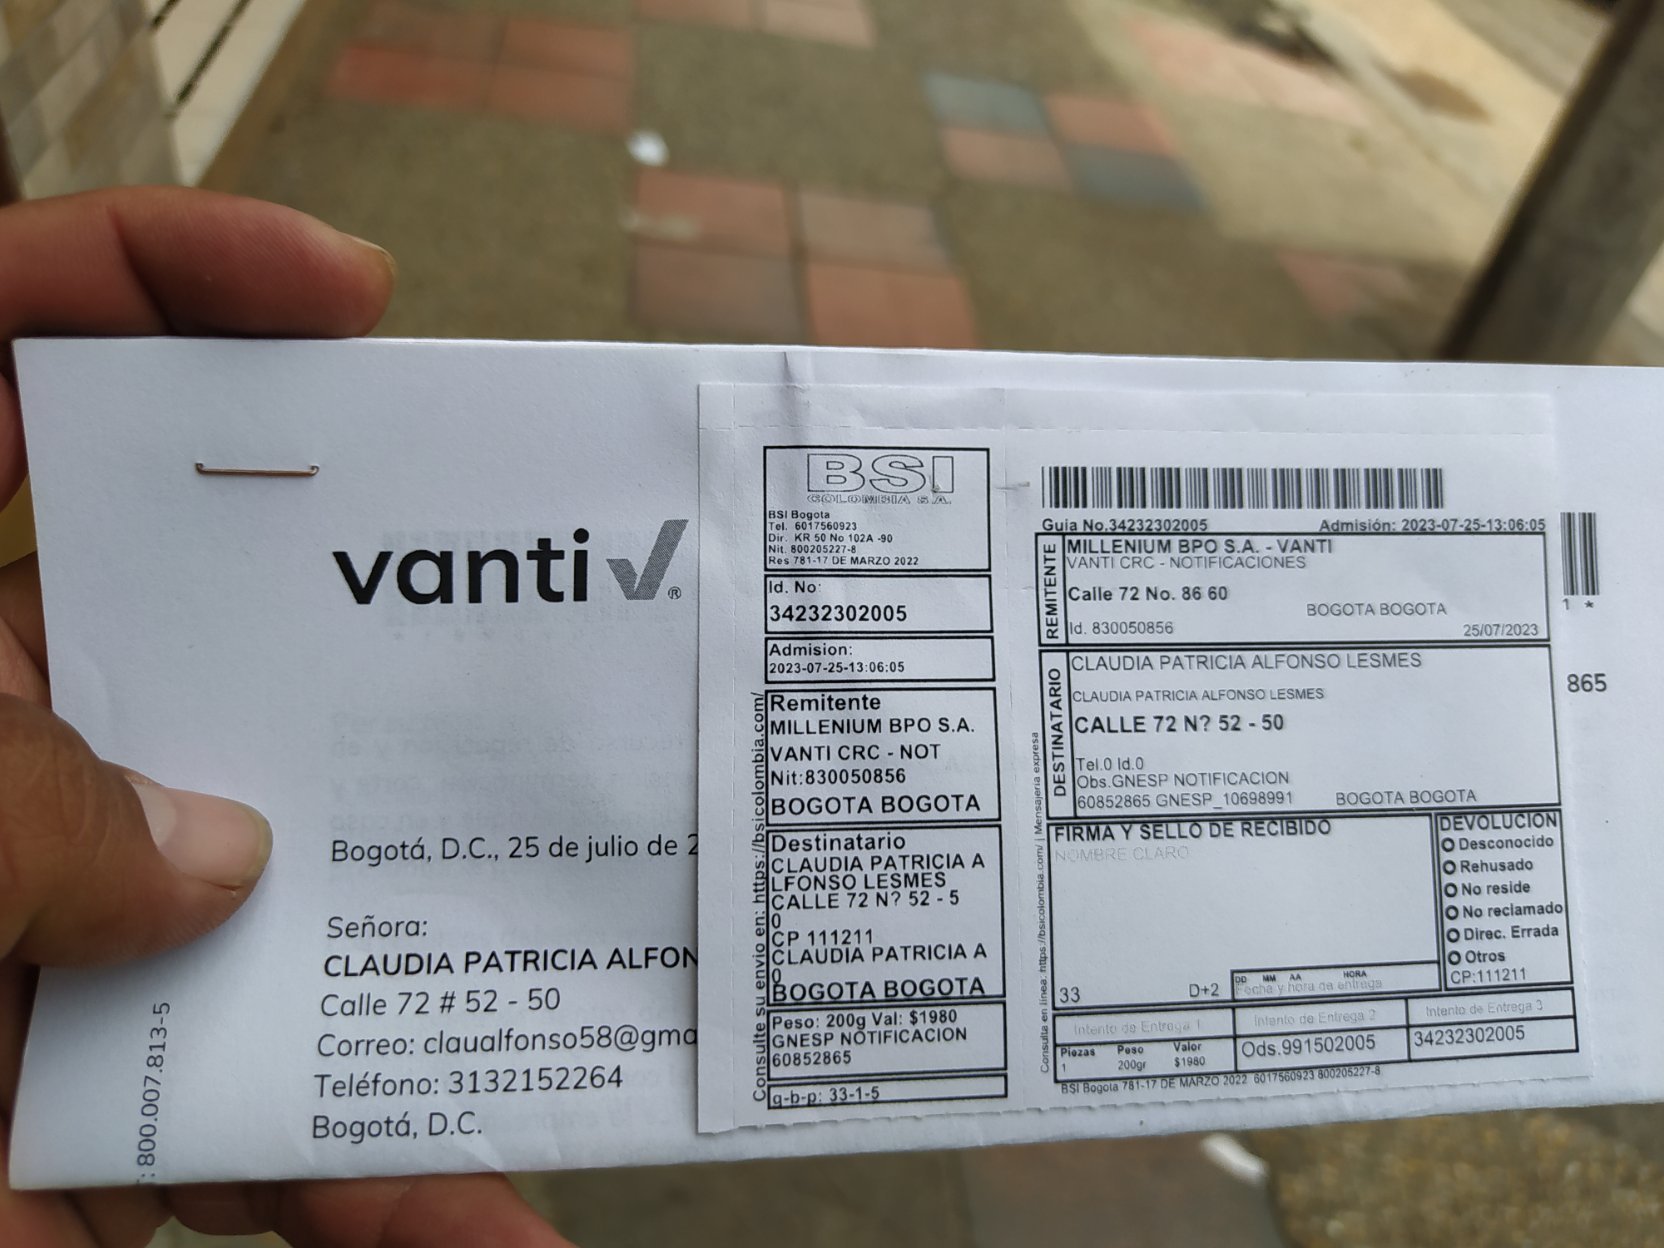 vanti
®
Bogotá, D.C., 25 de julio de 2
Señora:
CLAUDIA PATRICIA ALFON
Calle 72 # 52 - 50
Correo: claualfonso58@gma
Teléfono: 3132152264
Bogotá, D.C.
: 800.007.813-5
BSI
COLOMBIA S.A.
BSI Bogota
Tel. 6017560923
Dir. KR 50 No 102A -90
Nit. 800205227-8
Res 781-17 DE MARZO 2022
Id. No:
34232302005
Admision:
2023-07-25-13:06:05
Remitente
MILLENIUM BPO S.A.
VANTI CRC - NOT
Nit:830050856
BOGOTA BOGOTA
Destinatario
CLAUDIA PATRICIA A
LFONSO LESMES
CALLE 72 N? 52 - 5
0
CP 111211
CLAUDIA PATRICIA A
0
BOGOTA BOGOTA
Peso: 200g Val: $1980
GNESP NOTIFICACION
60852865
q-b-p: 33-1-5
Consulte su envio en: https://bsicolombia.com/
Guia No.34232302005 Admisión: 2023-07-25-13:06:05
REMITENTE
MILLENIUM BPO S.A. - VANTI
VANTI CRC - NOTIFICACIONES
Calle 72 No. 86 60
BOGOTA BOGOTA
Id. 830050856 25/07/2023
DESTINATARIO
CLAUDIA PATRICIA ALFONSO LESMES
CLAUDIA PATRICIA ALFONSO LESMES
CALLE 72 N? 52 - 50
Tel.0 Id.0
Obs.GNESP NOTIFICACION
60852865 GNESP_10698991 BOGOTA BOGOTA
FIRMA Y SELLO DE RECIBIDO
NOMBRE CLARO
33 D+2
DD MM AA HORA
Fecha y hora de entrega
DEVOLUCION
Desconocido
Rehusado
No reside
No reclamado
Direc. Errada
Otros
CP:111211
Intento de Entrega 1 Intento de Entrega 2 Intento de Entrega 3
Piezas Peso Valor
1 200gr $1980
Ods.991502005
34232302005
BSI Bogota 781-17 DE MARZO 2022 6017560923 800205227-8
Consulta en línea: https://bsicolombia.com/ | Mensajeria expresa
1 *
865